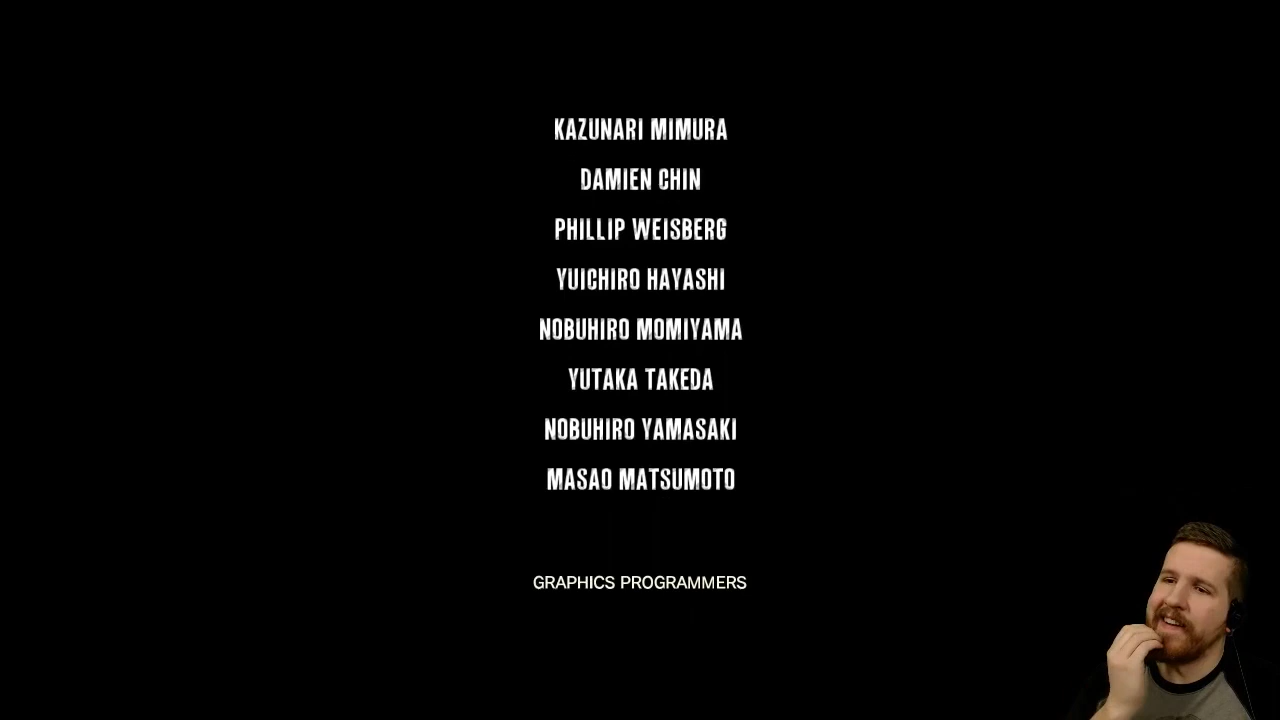 KAZUNARI MIMURA
DAMIEN CHIN
PHILLIP WEISBERG
YUICHIRO HAYASHI
NOBUHIRO MOMIYAMA
YUTAKA TAKEDA
NOBUHIRO YAMASAKI
MASAO MATSUMOTO
GRAPHICS PROGRAMMERS